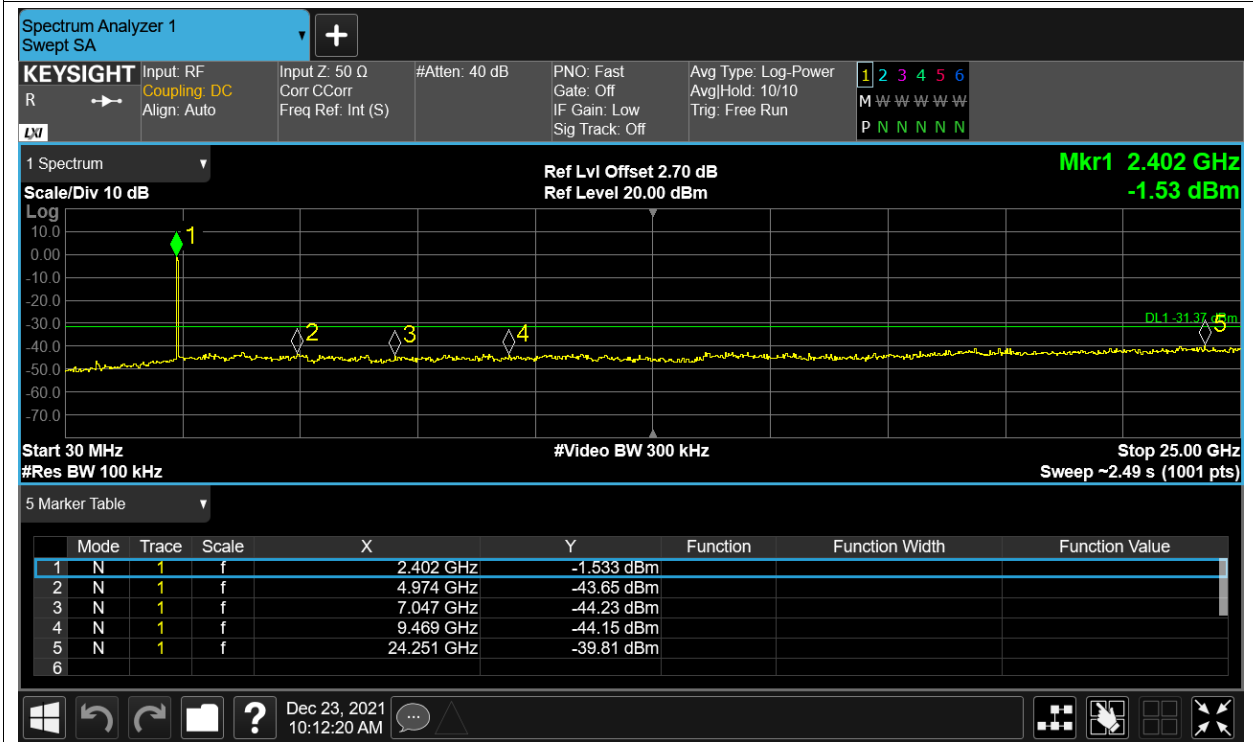 Spectrum Analyzer 1
Swept SA
+
KEYSIGHT Input: RF Input Z: 50 Ω #Atten: 40 dB PNO: Fast Avg Type: Log-Power 1 2 3 4 5 6
R Coupling: DC Corr CCorr Gate: Off Avg|Hold: 10/10 M W W W W W
Align: Auto Freq Ref: Int (S) IF Gain: Low Trig: Free Run
LXI Sig Track: Off P N N N N N
1 Spectrum Ref Lvl Offset 2.70 dB Mkr1 2.402 GHz
Scale/Div 10 dB Ref Level 20.00 dBm -1.53 dBm
Log
10.0 1
0.00
-10.0
-20.0
-30.0 DL1 -31.37 dBm
2 3 4 5
-40.0
-50.0
-60.0
-70.0
Start 30 MHz #Video BW 300 kHz Stop 25.00 GHz
#Res BW 100 kHz Sweep ~2.49 s (1001 pts)
5 Marker Table
Mode Trace Scale X Y Function Function Width Function Value
1 N 1 f 2.402 GHz -1.533 dBm
2 N 1 f 4.974 GHz -43.65 dBm
3 N 1 f 7.047 GHz -44.23 dBm
4 N 1 f 9.469 GHz -44.15 dBm
5 N 1 f 24.251 GHz -39.81 dBm
6
? Dec 23, 2021
10:12:20 AM